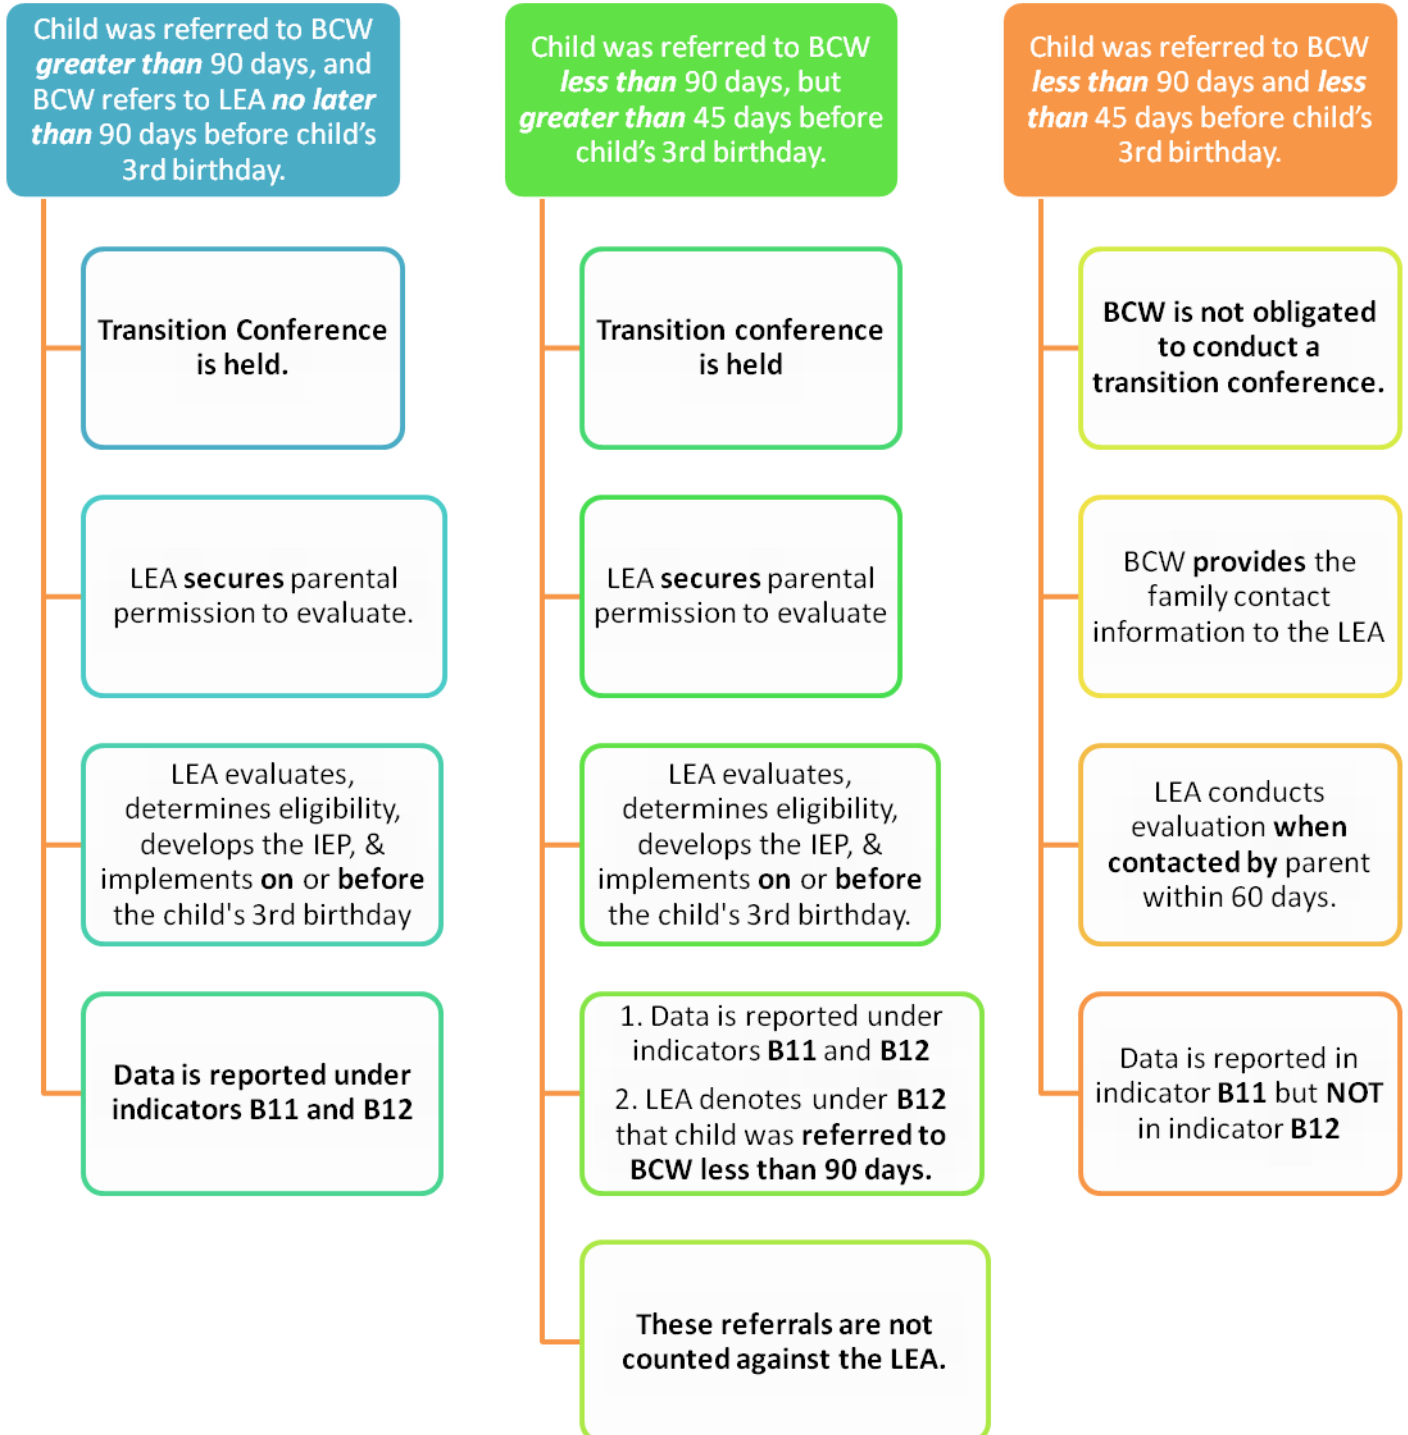 Child was referred to BCW
greater than 90 days, and
BCW refers to LEA no later
than 90 days before child's
3rd birthday.
Transition Conference
is held.
LEA secures parental
permission to evaluate.
LEA evaluates,
determines eligibility,
develops the IEP, &
implements on or before
the child's 3rd birthday
Data is reported under
indicators B11 and B12
Child was referred to BCW
less than 90 days, but
greater than 45 days before
child's 3rd birthday.
Transition conference
is held
LEA secures parental
permission to evaluate
LEA evaluates,
determines eligibility,
develops the IEP, &
implements on or before
the child's 3rd birthday.
1. Data is reported under
indicators B11 and B12
2. LEA denotes under B12
that child was referred to
BCW less than 90 days.
These referrals are not
counted against the LEA.
Child was referred to BCW
less than 90 days and less
than 45 days before child's
3rd birthday.
BCW is not obligated
to conduct a
transition conference.
BCW provides the
family contact
information to the LEA
LEA conducts
evaluation when
contacted by parent
within 60 days.
Data is reported in
indicator B11 but NOT
in indicator B12